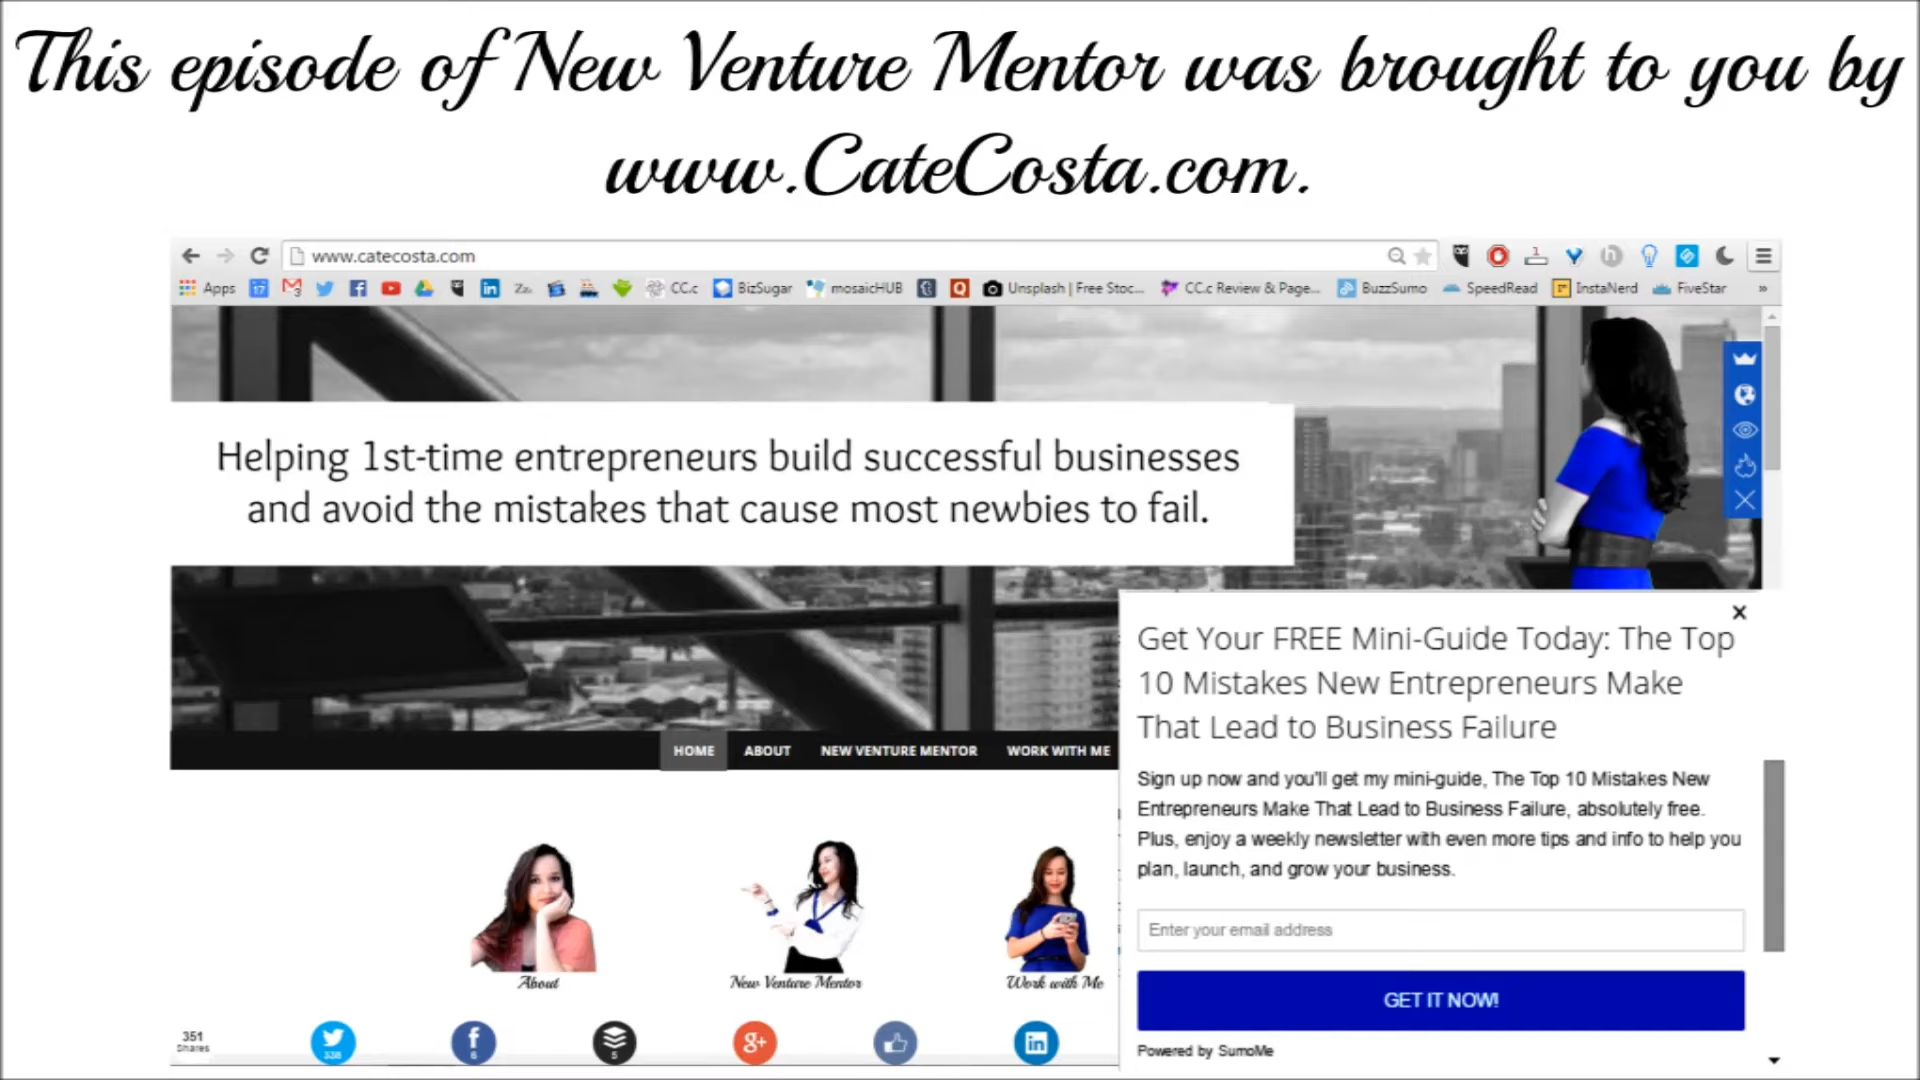 This episode of New Venture Mentor was brought to you by
www.CateCosta.com.
www.catecosta.com
Apps 17 CC.c BizSugar mosaicHUB Unsplash | Free Stoc... CC.c Review & Page... BuzzSumo SpeedRead InstaNerd FiveStar »
Helping 1st-time entrepreneurs build successful businesses
and avoid the mistakes that cause most newbies to fail.
HOME ABOUT NEW VENTURE MENTOR WORK WITH ME
Get Your FREE Mini-Guide Today: The Top
10 Mistakes New Entrepreneurs Make
That Lead to Business Failure
Sign up now and you'll get my mini-guide, The Top 10 Mistakes New
Entrepreneurs Make That Lead to Business Failure, absolutely free.
Plus, enjoy a weekly newsletter with even more tips and info to help you
plan, launch, and grow your business.
Enter your email address
GET IT NOW!
Powered by SumoMe
About New Venture Mentor Work with Me
351
Shares
338 6 5 g+ in